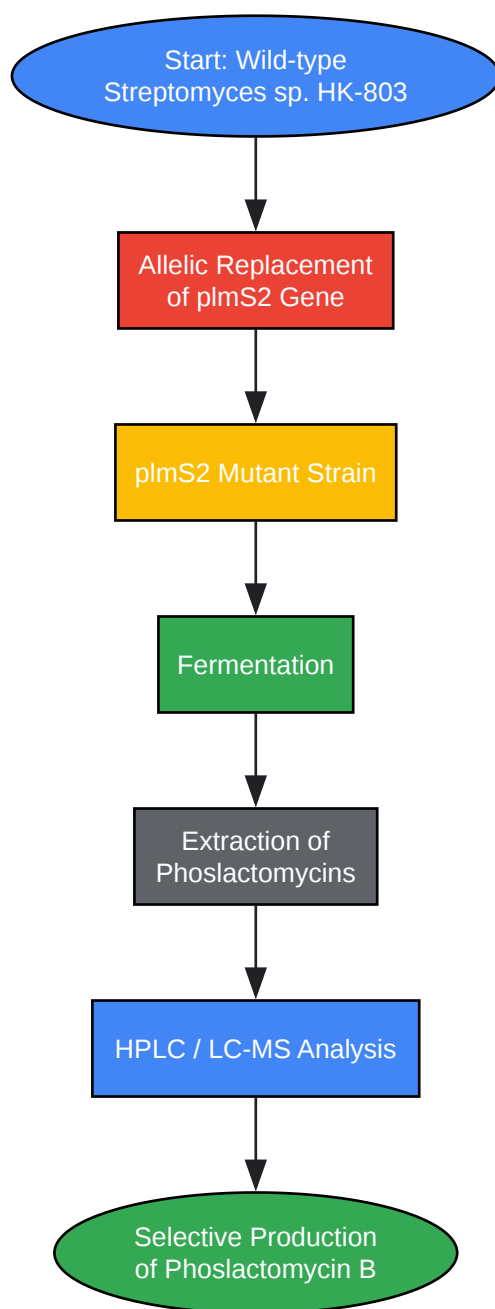 Start: Wild-type
Streptomyces sp. HK-803
Allelic Replacement
of plmS2 Gene
plmS2 Mutant Strain
Fermentation
Extraction of
Phoslactomycins
HPLC / LC-MS Analysis
Selective Production
of Phoslactomycin B